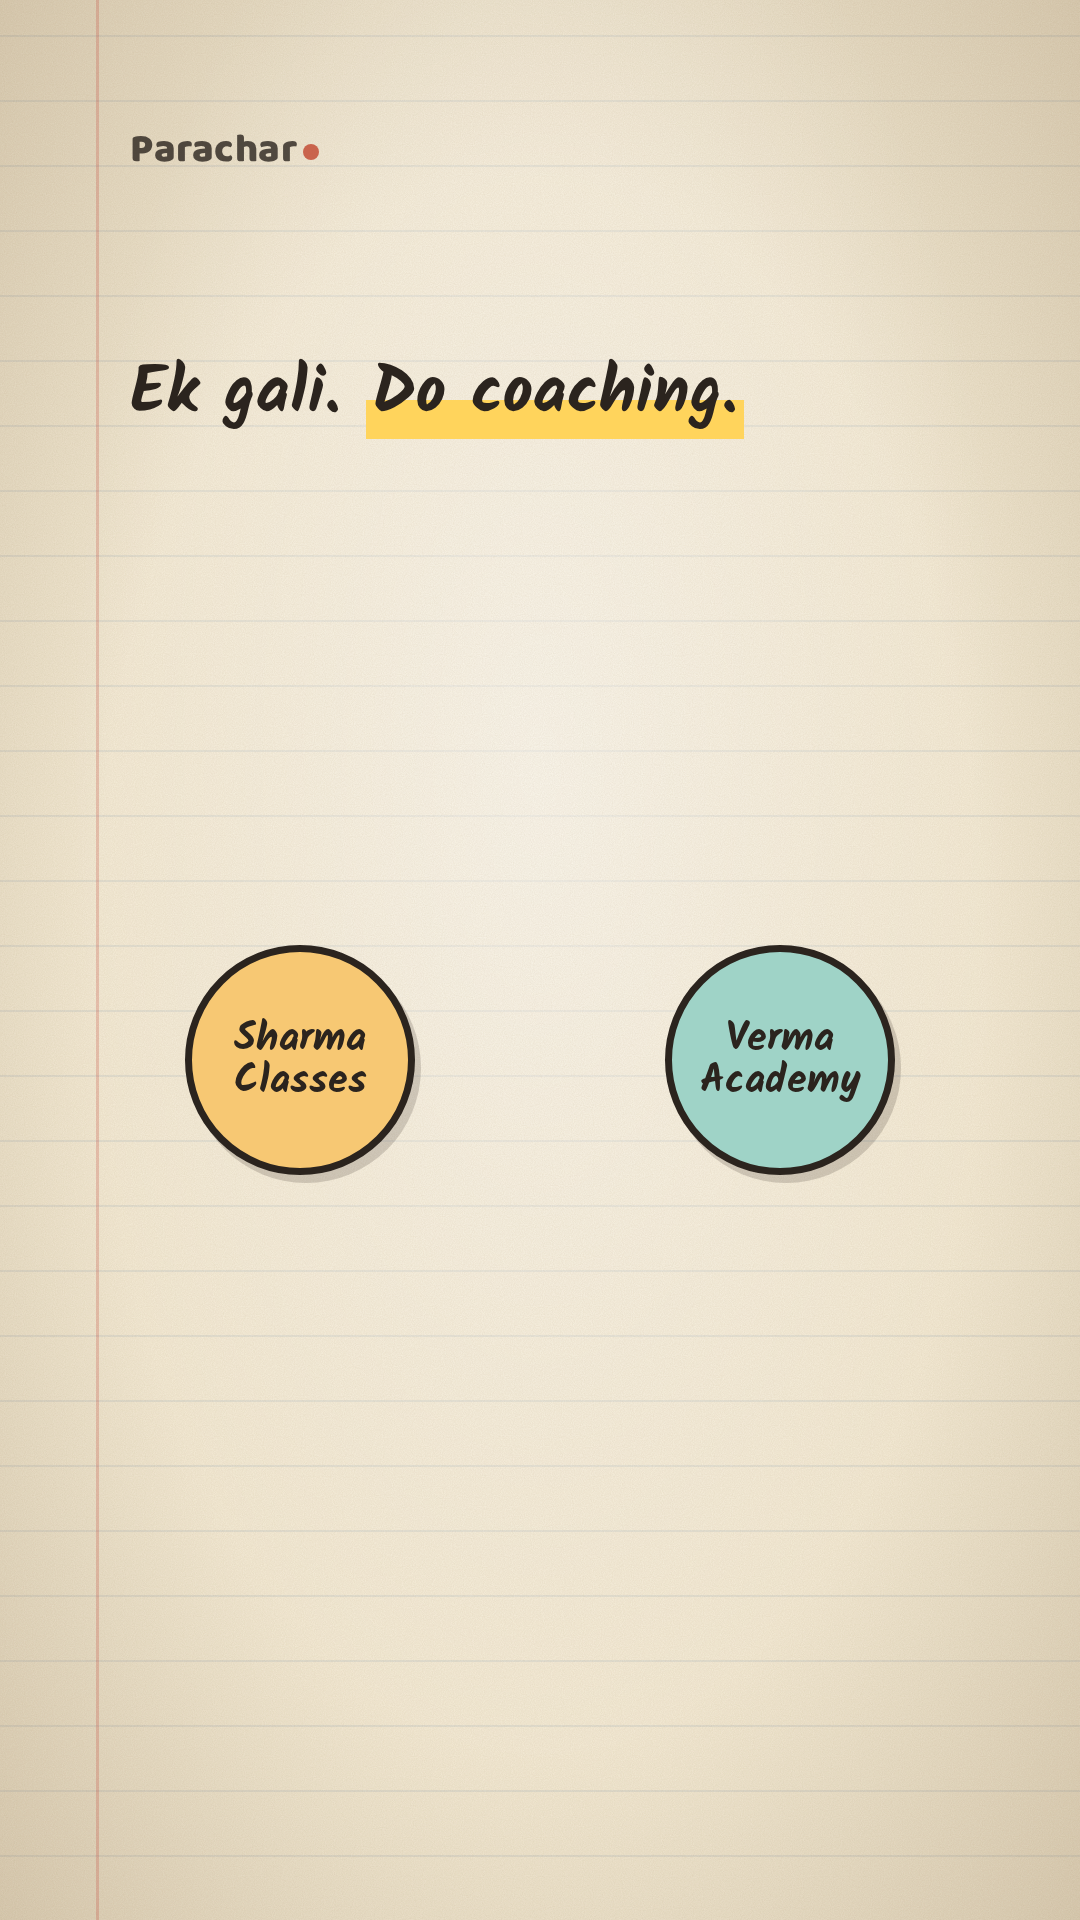 Parachar
Ek gali. Do coaching.
Sharma
Classes
Verma
Academy